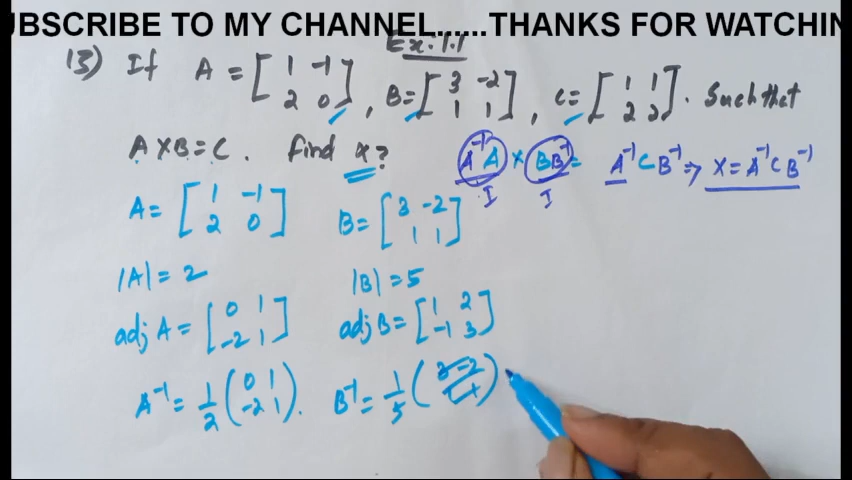 UBSCRIBE TO MY CHANNEL......THANKS FOR WATCHIN
Ex: 1.1
13) If A = [1 -1 2 0], B = [3 -2 1 1], C = [1 1 2 2]. Such that
A X B = C. Find x?
A⁻¹A X BB⁻¹ = A⁻¹CB⁻¹ ⇒ X = A⁻¹CB⁻¹
I I
A = [1 -1 2 0] B = [3 -2 1 1]
|A| = 2 |B| = 5
adj A = [0 1 -2 1] adj B = [1 2 -1 3]
A⁻¹ = 1/2 (0 1 -2 1). B⁻¹ = 1/5 ( )